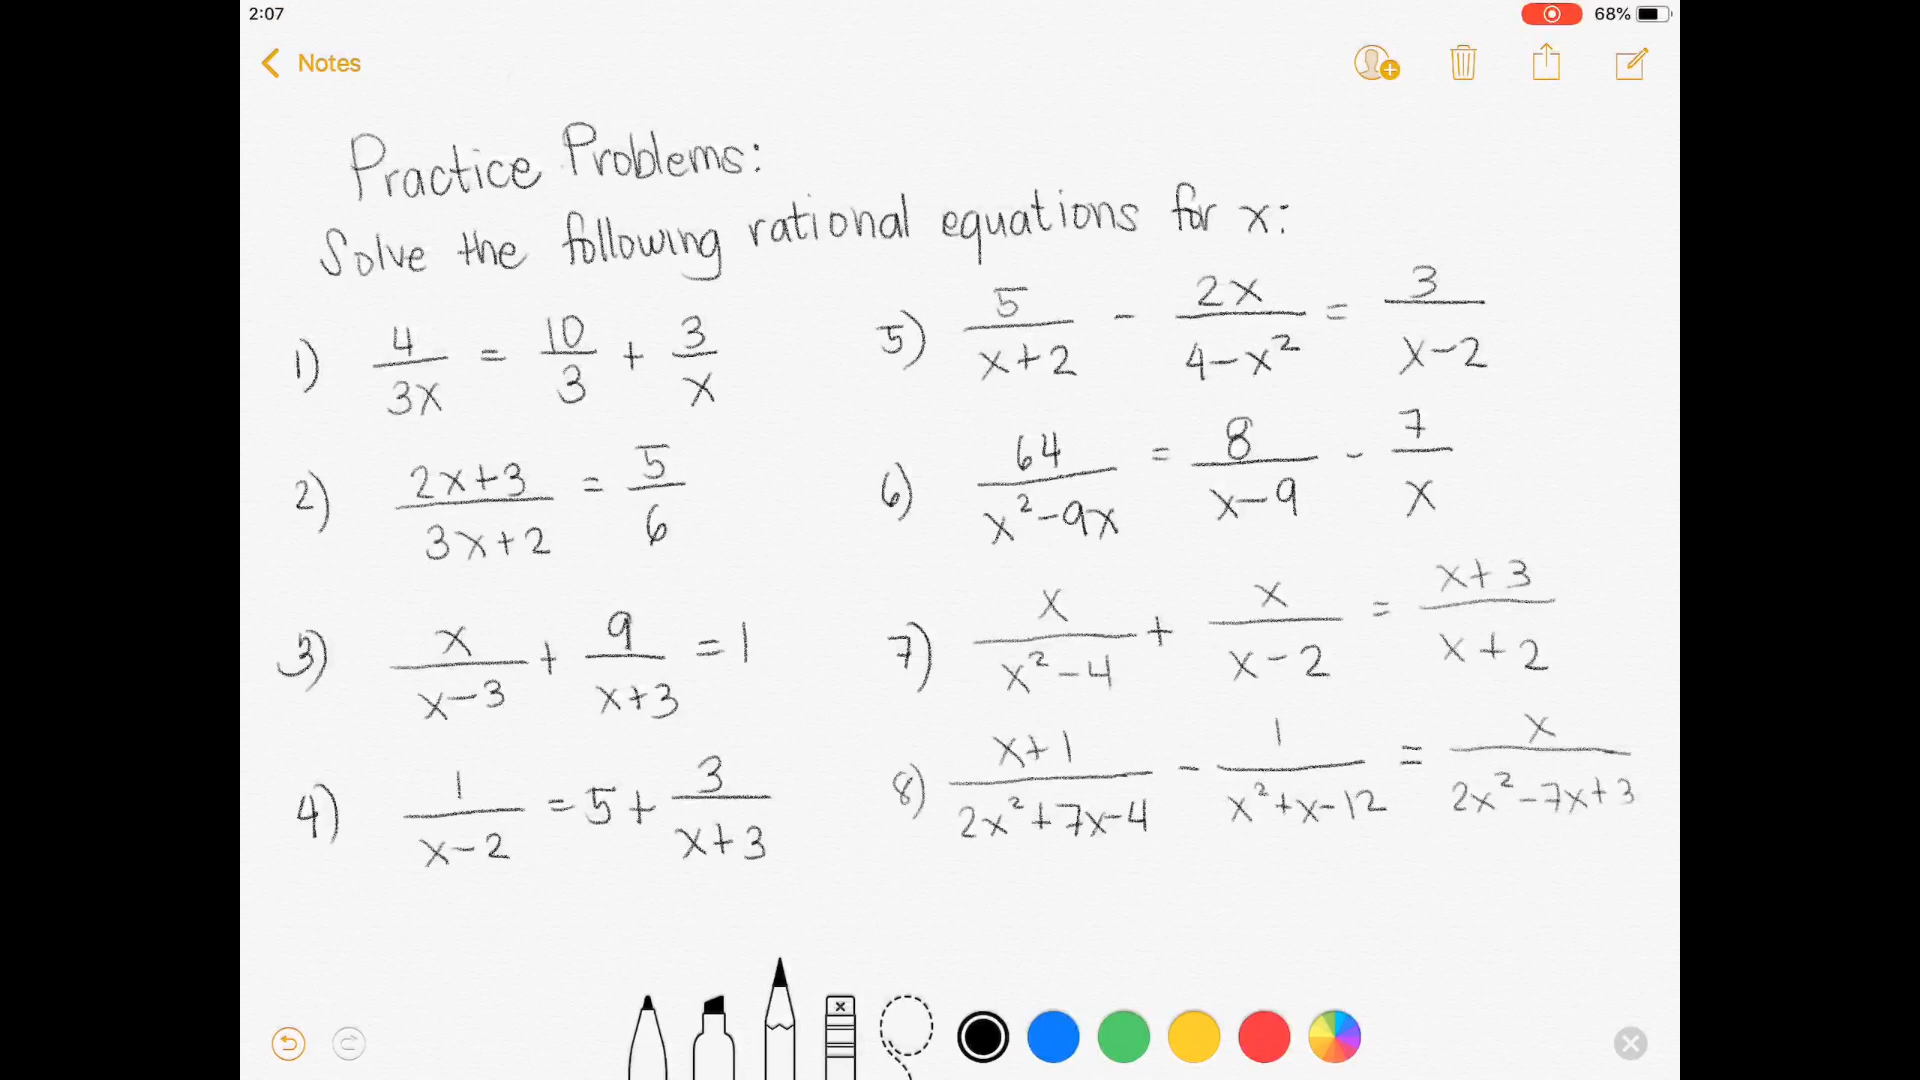 2:07
68%
Notes
Practice Problems:
Solve the following rational equations for x:
1) 4/3x = 10/3 + 3/x
2) 2x+3/3x+2 = 5/6
3) x/x-3 + 9/x+3 = 1
4) 1/x-2 = 5 + 3/x+3
5) 5/x+2 - 2x/4-x² = 3/x-2
6) 64/x²-9x = 8/x-9 - 7/x
7) x/x²-4 + x/x-2 = x+3/x+2
8) x+1/2x²+7x-4 - 1/x²+x-12 = x/2x²-7x+3